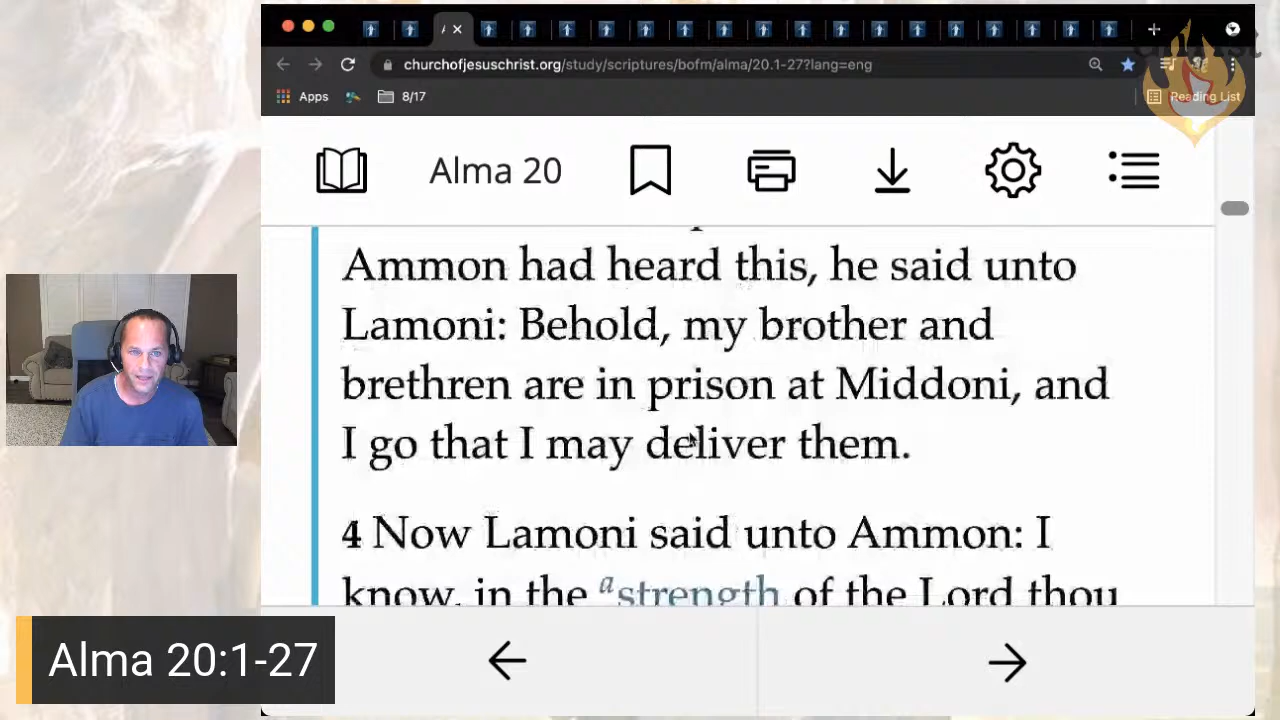 churchofjesuschrist.org/study/scriptures/bofm/alma/20.1-27?lang=eng
Apps
8/17
Reading List
Alma 20
Ammon had heard this, he said unto
Lamoni: Behold, my brother and
brethren are in prison at Middoni, and
I go that I may deliver them.
4 Now Lamoni said unto Ammon: I
know, in the a strength of the Lord thou
Alma 20:1-27